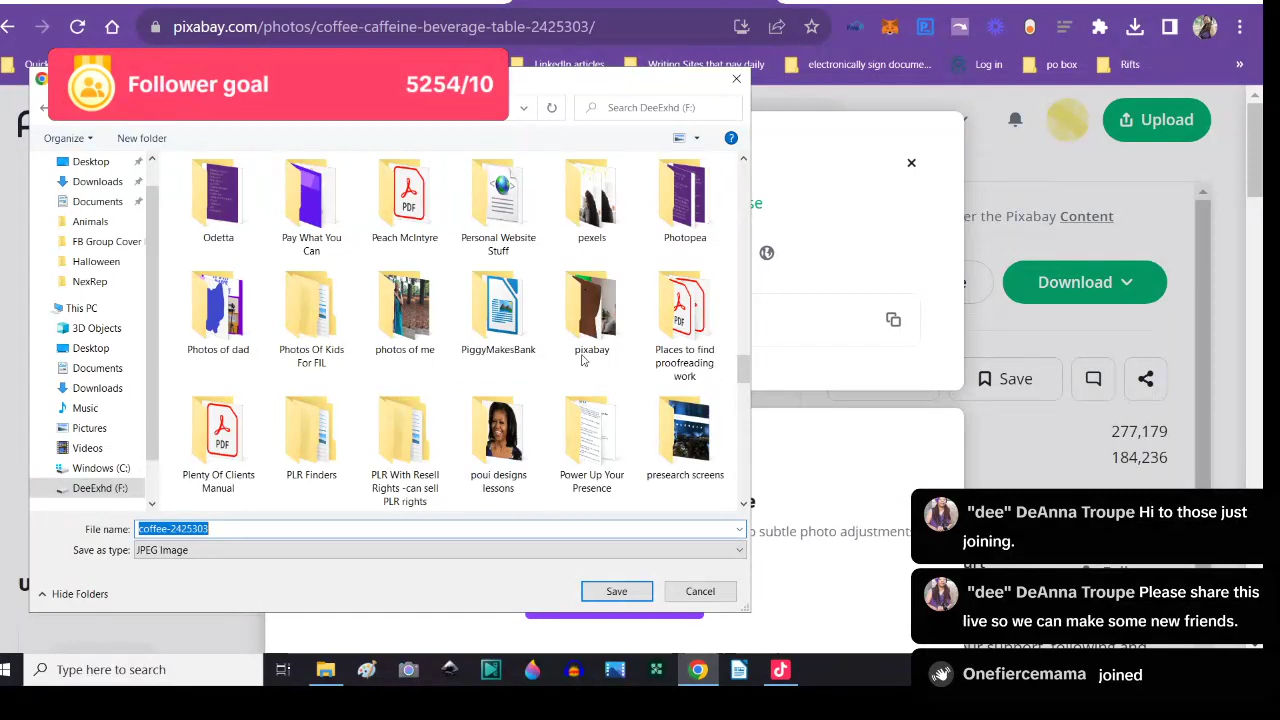 pixabay.com/photos/coffee-caffeine-beverage-table-2425303/
Quick
LinkedIn articles
Writing Sites that pay daily
electronically sign docume...
Log in
po box
Rifts
»
Follower goal
5254/10
Search DeeExhd (F:)
Organize
New folder
Upload
Desktop
Downloads
Documents
Animals
FB Group Cover
Halloween
NexRep
This PC
3D Objects
Desktop
Documents
Downloads
Music
Pictures
Videos
Windows (C:)
DeeExhd (F:)
Odetta
Pay What You
Can
Peach McIntyre
Personal Website
Stuff
pexels
Photopea
Photos of dad
Photos Of Kids
For FIL
photos of me
PiggyMakesBank
pixabay
Places to find
proofreading
work
Plenty Of Clients
Manual
PLR Finders
PLR With Resell
Rights -can sell
PLR rights
poui designs
lessons
Power Up Your
Presence
presearch screens
PDF
PDF
PDF
File name:
coffee-2425303
Save as type:
JPEG Image
Hide Folders
Save
Cancel
se
er the Pixabay Content
e
Download
Save
277,179
184,236
e
o subtle photo adjustments
"dee" DeAnna Troupe Hi to those just
joining.
"dee" DeAnna Troupe Please share this
live so we can make some new friends.
Onefiercemama joined
Type here to search